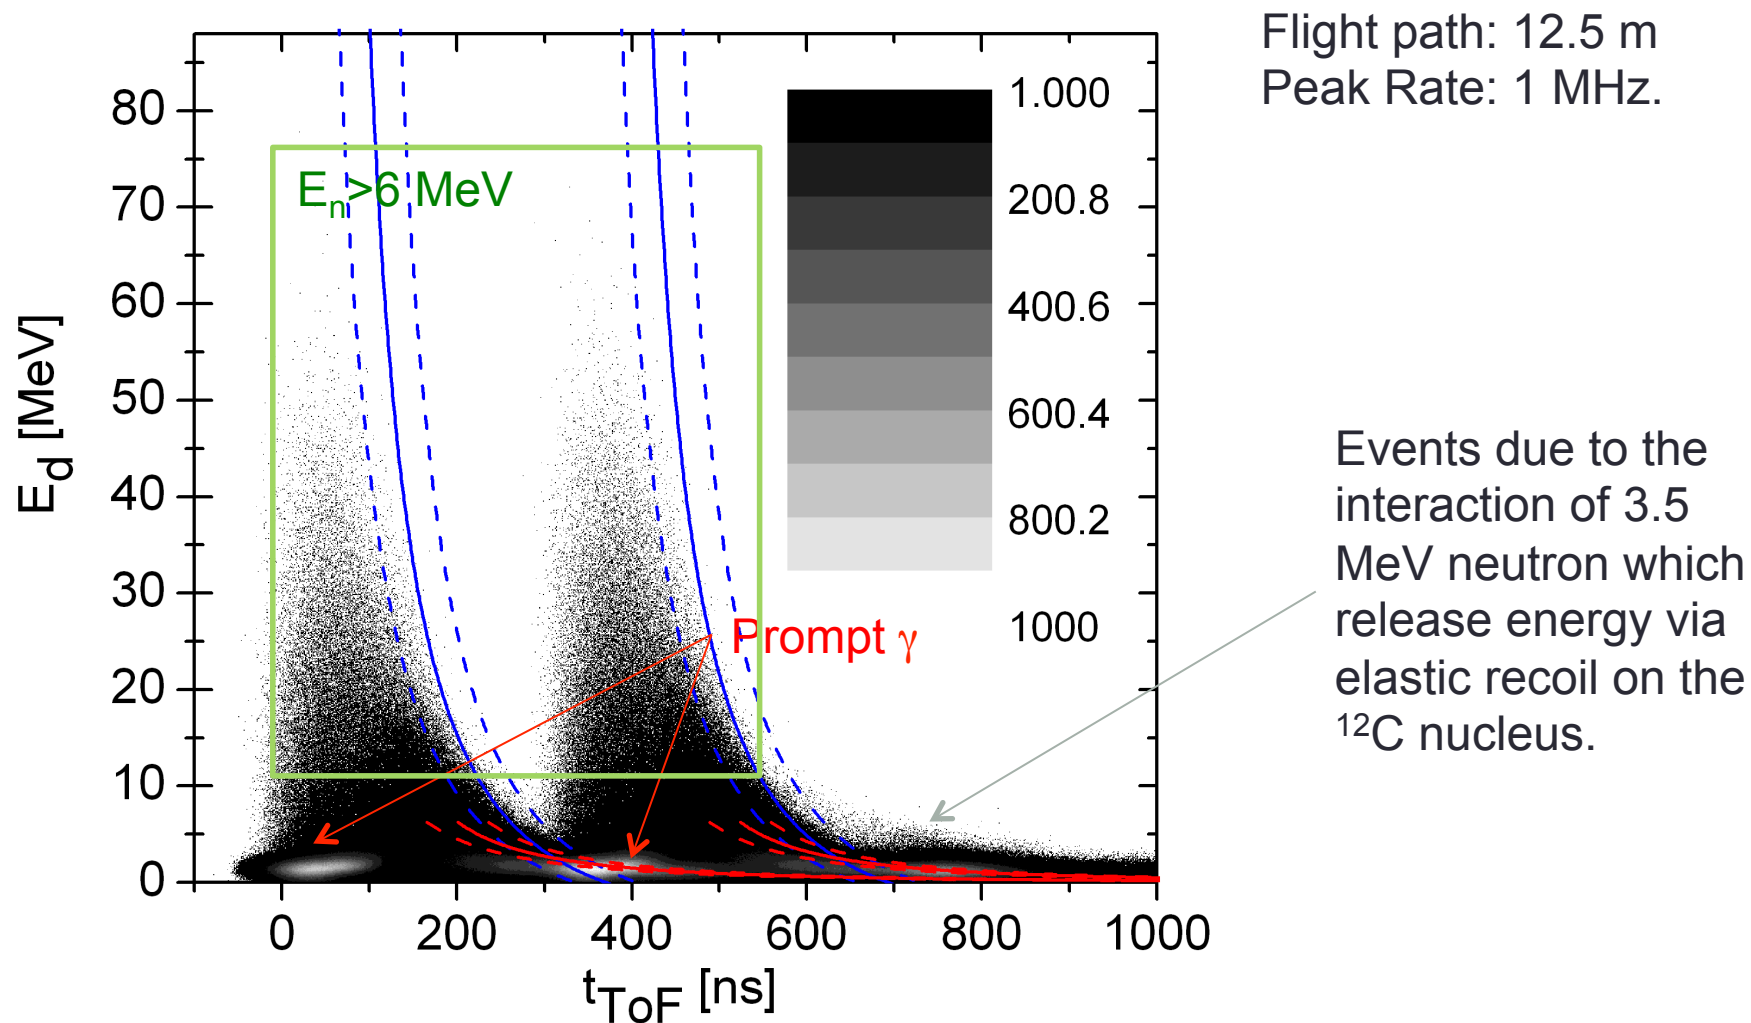 Flight path: 12.5 m
Peak Rate: 1 MHz.
80
70
60
50
40
30
20
10
0
E_d [MeV]
E_n>6 MeV
1.000
200.8
400.6
600.4
800.2
1000
Prompt γ
Events due to the
interaction of 3.5
MeV neutron which
release energy via
elastic recoil on the
¹²C nucleus.
0 200 400 600 800 1000
t_ToF [ns]